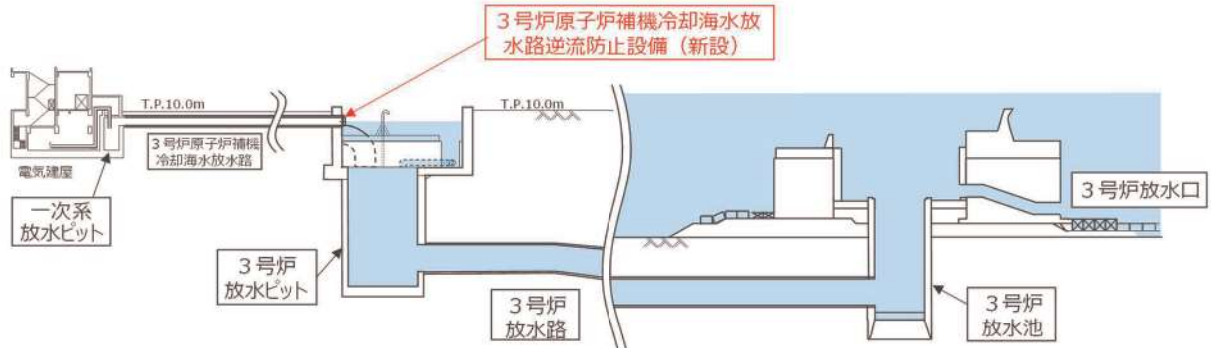 3号炉原子炉補機冷却海水放
水路逆流防止設備（新設）
T.P.10.0m
T.P.10.0m
3号炉原子炉補機
冷却海水放水路
電気建屋
一次系
放水ピット
3号炉放水口
3号炉
放水ピット
3号炉
放水路
3号炉
放水池